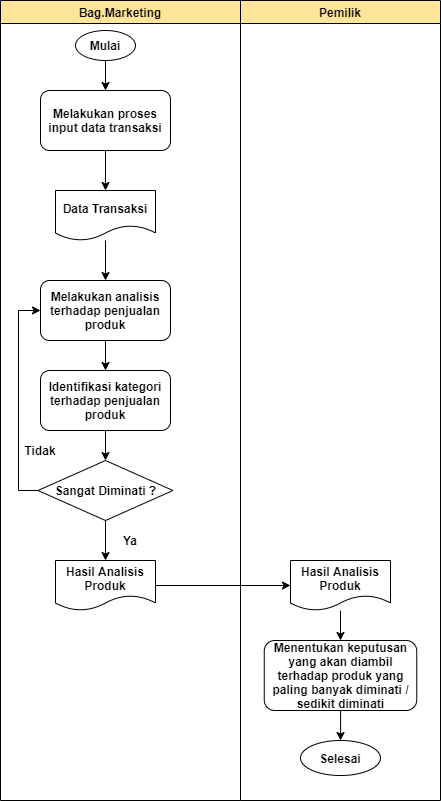 Bag.Marketing
Pemilik
Mulai
Melakukan proses
input data transaksi
Data Transaksi
Melakukan analisis
terhadap penjualan
produk
Identifikasi kategori
terhadap penjualan
produk
Tidak
Sangat Diminati ?
Ya
Hasil Analisis
Produk
Hasil Analisis
Produk
Menentukan keputusan
yang akan diambil
terhadap produk yang
paling banyak diminati /
sedikit diminati
Selesai